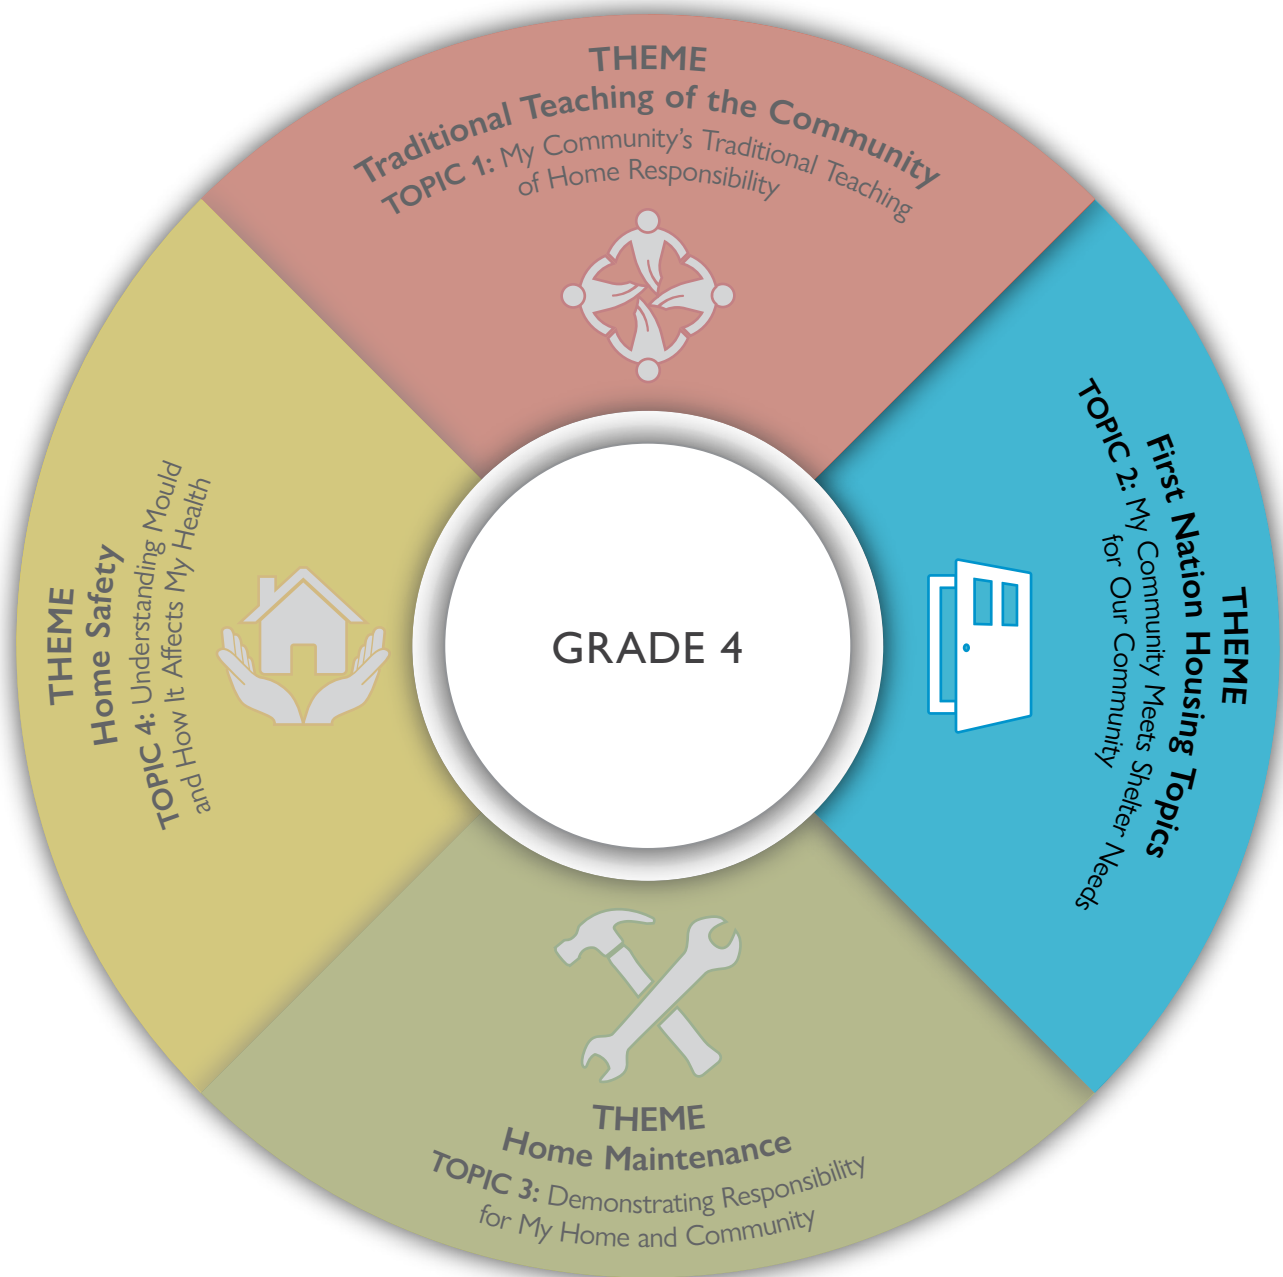 THEME
Traditional Teaching of the Community
TOPIC 1: My Community's Traditional Teaching
of Home Responsibility
THEME
First Nation Housing Topics
TOPIC 2: My Community Meets Shelter Needs
for Our Community
THEME
Home Maintenance
TOPIC 3: Demonstrating Responsibility
for My Home and Community
THEME
Home Safety
TOPIC 4: Understanding Mould
and How It Affects My Health
GRADE 4